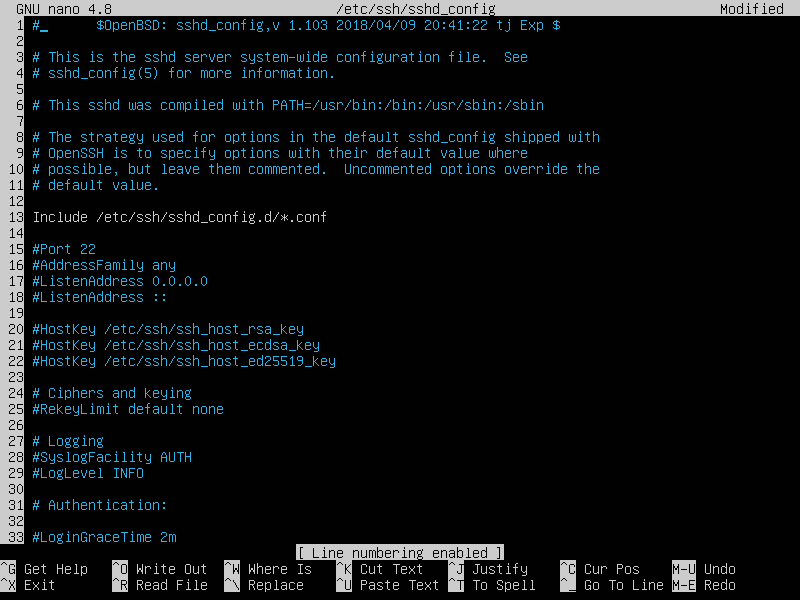 GNU nano 4.8 /etc/ssh/sshd_config Modified
1 #_ $OpenBSD: sshd_config,v 1.103 2018/04/09 20:41:22 tj Exp $
2
3 # This is the sshd server system-wide configuration file.  See
4 # sshd_config(5) for more information.
5
6 # This sshd was compiled with PATH=/usr/bin:/bin:/usr/sbin:/sbin
7
8 # The strategy used for options in the default sshd_config shipped with
9 # OpenSSH is to specify options with their default value where
10 # possible, but leave them commented.  Uncommented options override the
11 # default value.
12
13 Include /etc/ssh/sshd_config.d/*.conf
14
15 #Port 22
16 #AddressFamily any
17 #ListenAddress 0.0.0.0
18 #ListenAddress ::
19
20 #HostKey /etc/ssh/ssh_host_rsa_key
21 #HostKey /etc/ssh/ssh_host_ecdsa_key
22 #HostKey /etc/ssh/ssh_host_ed25519_key
23
24 # Ciphers and keying
25 #RekeyLimit default none
26
27 # Logging
28 #SyslogFacility AUTH
29 #LogLevel INFO
30
31 # Authentication:
32
33 #LoginGraceTime 2m
[ Line numbering enabled ]
^G Get Help ^O Write Out ^W Where Is ^K Cut Text ^J Justify ^C Cur Pos M-U Undo
^X Exit ^R Read File ^\ Replace ^U Paste Text ^T To Spell ^_ Go To Line M-E Redo